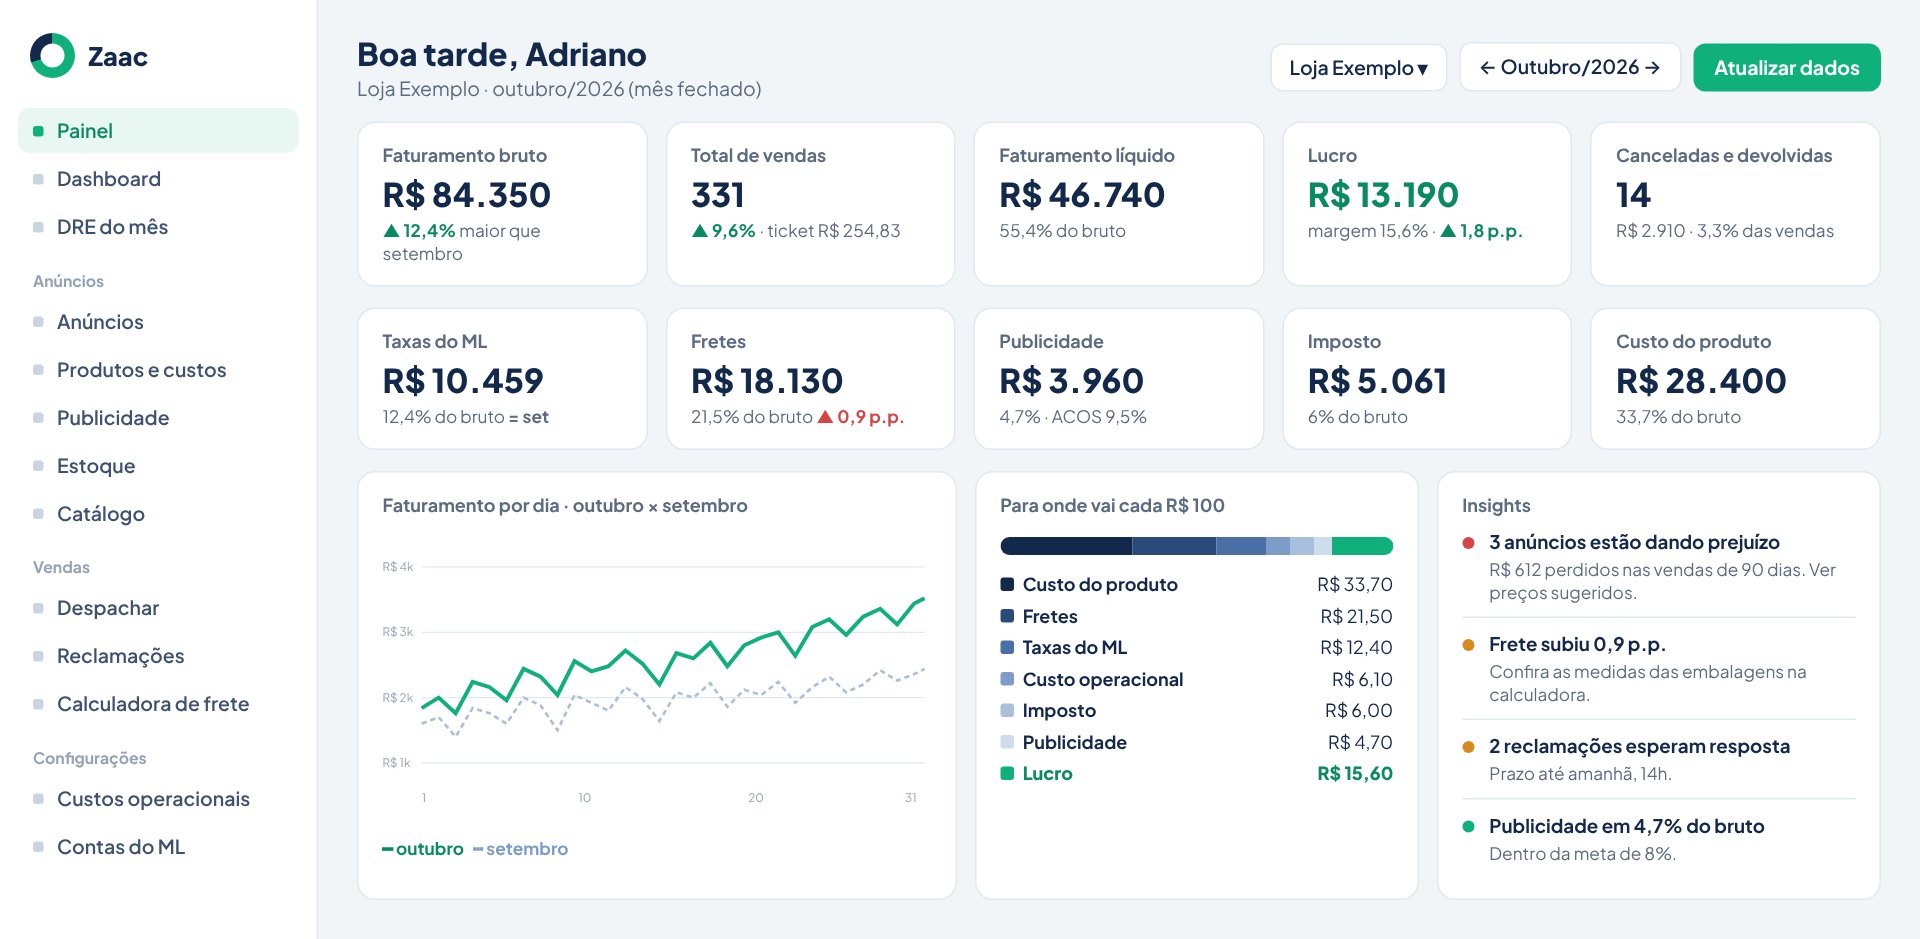 Zaac
Painel
Dashboard
DRE do mês
Anúncios
Anúncios
Produtos e custos
Publicidade
Estoque
Catálogo
Vendas
Despachar
Reclamações
Calculadora de frete
Configurações
Custos operacionais
Contas do ML
Boa tarde, Adriano
Loja Exemplo · outubro/2026 (mês fechado)
Loja Exemplo ▾
← Outubro/2026 →
Atualizar dados
Faturamento bruto
R$ 84.350
▲ 12,4% maior que
setembro
Total de vendas
331
▲ 9,6% · ticket R$ 254,83
Faturamento líquido
R$ 46.740
55,4% do bruto
Lucro
R$ 13.190
margem 15,6% · ▲ 1,8 p.p.
Canceladas e devolvidas
14
R$ 2.910 · 3,3% das vendas
Taxas do ML
R$ 10.459
12,4% do bruto = set
Fretes
R$ 18.130
21,5% do bruto ▲ 0,9 p.p.
Publicidade
R$ 3.960
4,7% · ACOS 9,5%
Imposto
R$ 5.061
6% do bruto
Custo do produto
R$ 28.400
33,7% do bruto
Faturamento por dia · outubro × setembro
R$ 4k
R$ 3k
R$ 2k
R$ 1k
1 10 20 31
outubro setembro
Para onde vai cada R$ 100
Custo do produto R$ 33,70
Fretes R$ 21,50
Taxas do ML R$ 12,40
Custo operacional R$ 6,10
Imposto R$ 6,00
Publicidade R$ 4,70
Lucro R$ 15,60
Insights
3 anúncios estão dando prejuízo
R$ 612 perdidos nas vendas de 90 dias. Ver
preços sugeridos.
Frete subiu 0,9 p.p.
Confira as medidas das embalagens na
calculadora.
2 reclamações esperam resposta
Prazo até amanhã, 14h.
Publicidade em 4,7% do bruto
Dentro da meta de 8%.